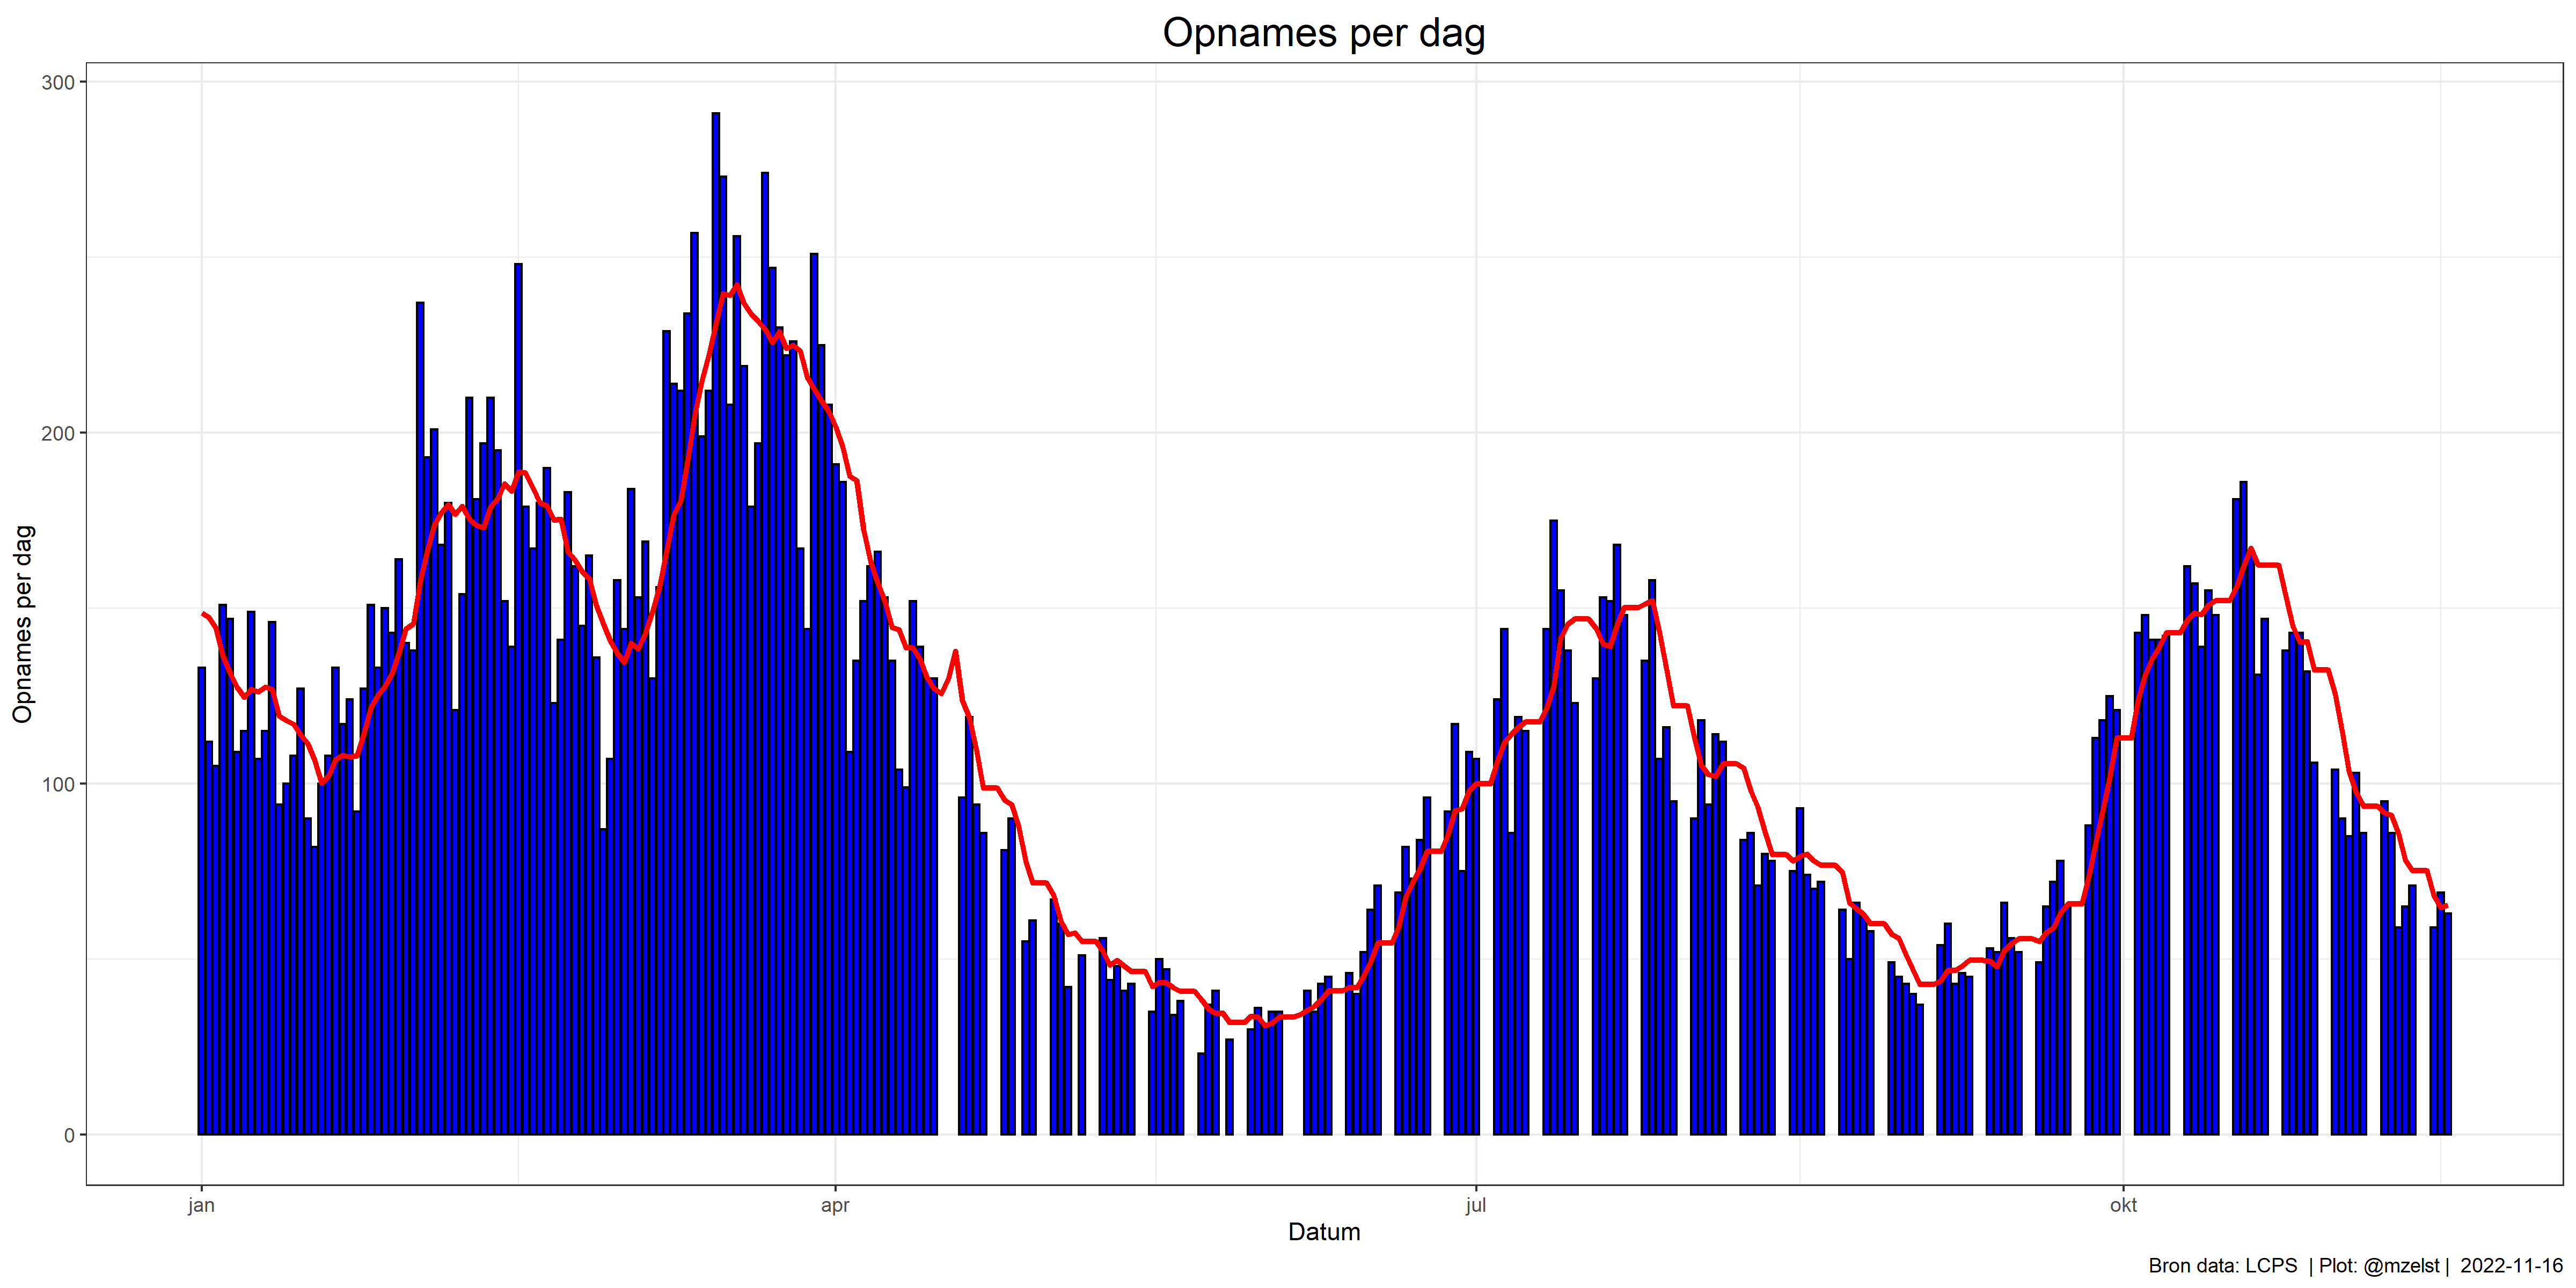 Opnames per dag
300
200
100
0
Opnames per dag
jan
apr
jul
okt
Datum
Bron data: LCPS | Plot: @mzelst | 2022-11-16